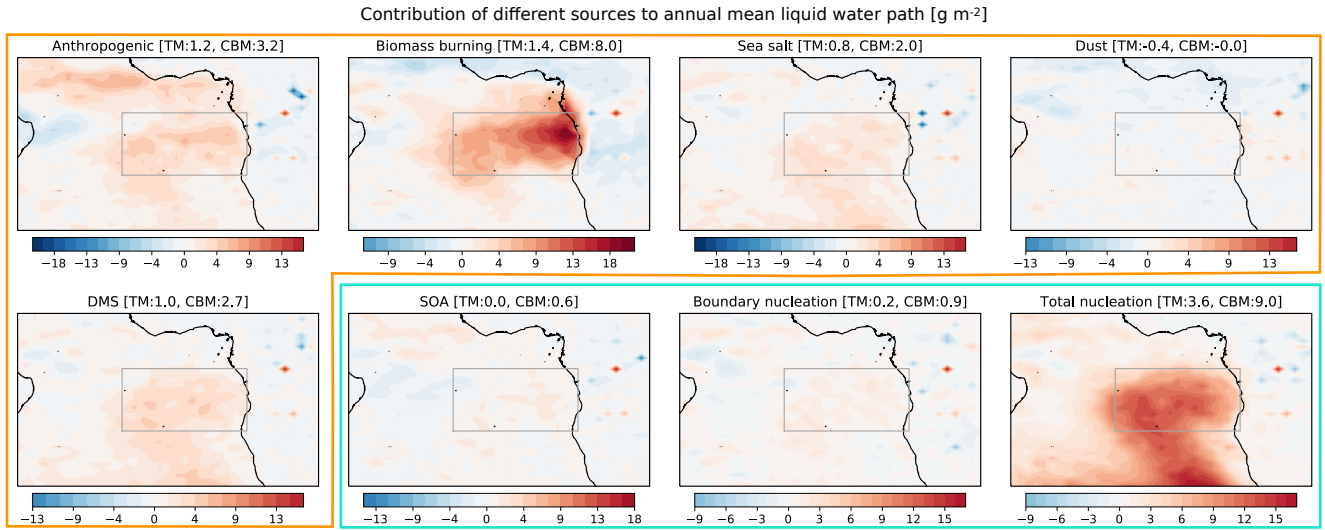 Contribution of different sources to annual mean liquid water path [g m-2]
Anthropogenic [TM:1.2, CBM:3.2]
Biomass burning [TM:1.4, CBM:8.0]
Sea salt [TM:0.8, CBM:2.0]
Dust [TM:-0.4, CBM:-0.0]
−18 −13 −9 −4 0 4 9 13
−9 −4 0 4 9 13 18
−18 −13 −9 −4 0 4 9 13
−13 −9 −4 0 4 9 13
DMS [TM:1.0, CBM:2.7]
SOA [TM:0.0, CBM:0.6]
Boundary nucleation [TM:0.2, CBM:0.9]
Total nucleation [TM:3.6, CBM:9.0]
−13 −9 −4 0 4 9 13
−13 −9 −4 0 4 9 13 18
−9 −6 −3 0 3 6 9 12 15
−9 −6 −3 0 3 6 9 12 15